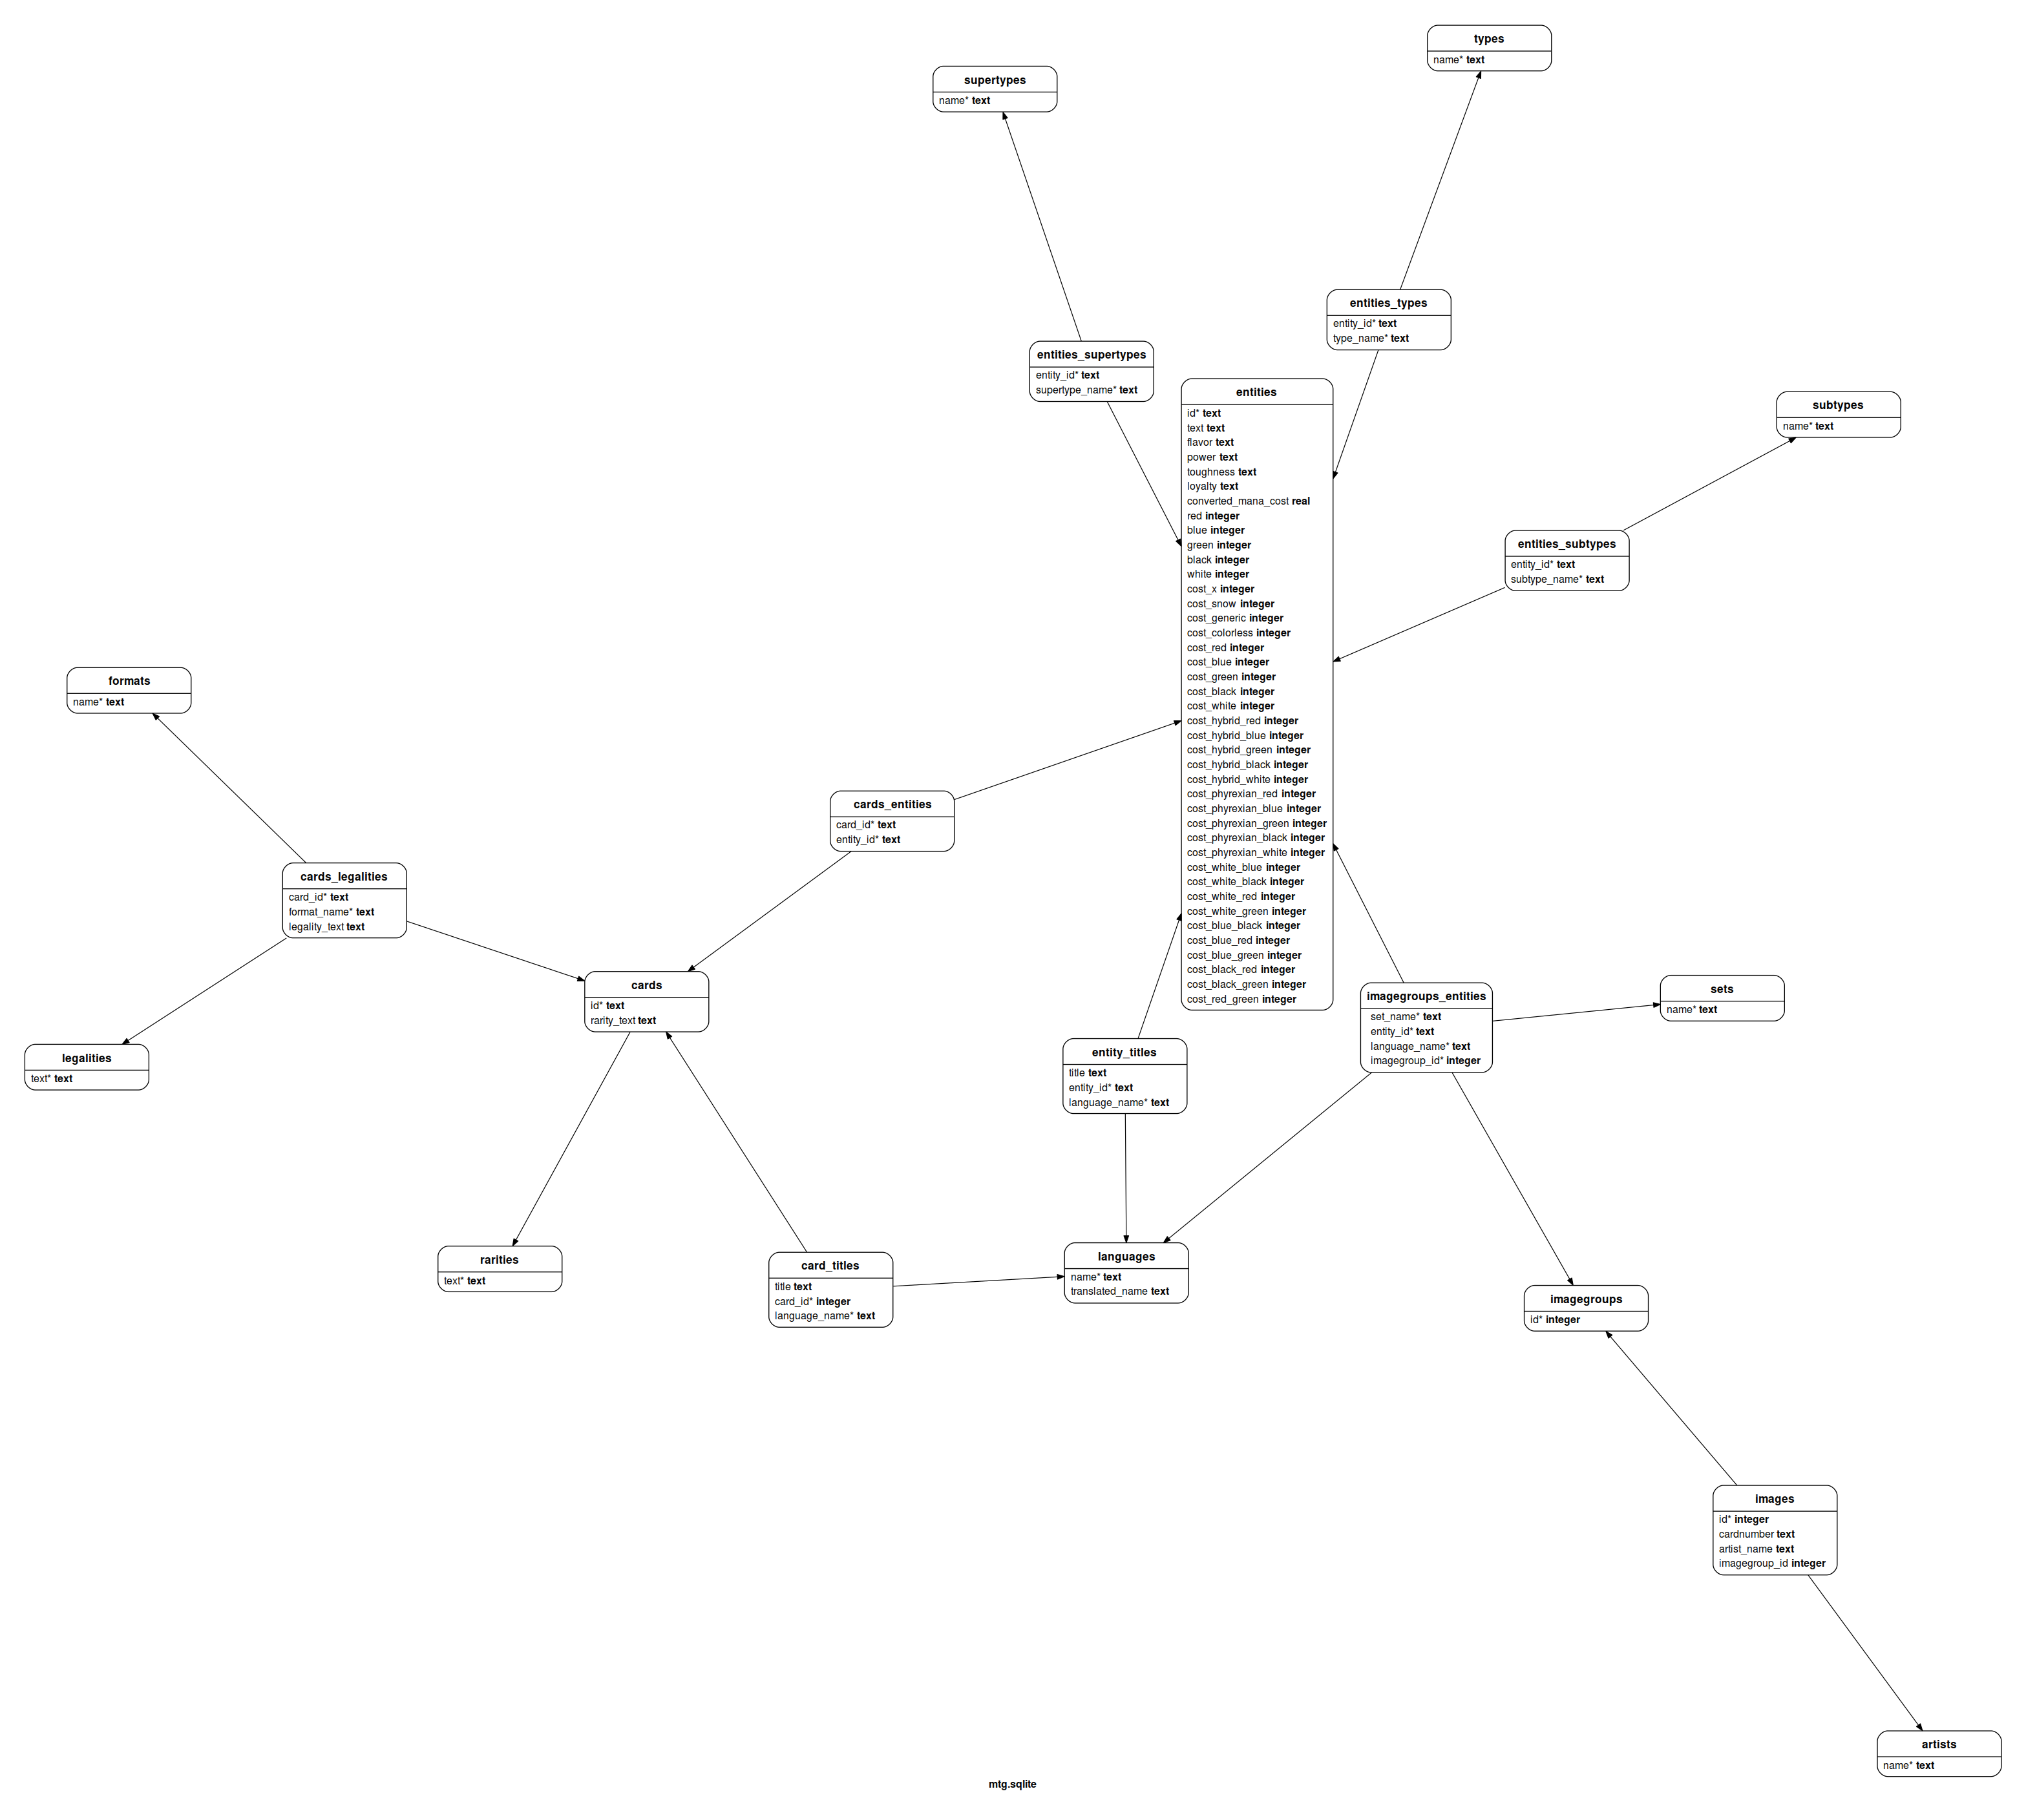 types
name* text
supertypes
name* text
entities_types
entity_id* text
type_name* text
entities_supertypes
entity_id* text
supertype_name* text
entities
id* text
text text
flavor text
power text
toughness text
loyalty text
converted_mana_cost real
red integer
blue integer
green integer
black integer
white integer
cost_x integer
cost_snow integer
cost_generic integer
cost_colorless integer
cost_red integer
cost_blue integer
cost_green integer
cost_black integer
cost_white integer
cost_hybrid_red integer
cost_hybrid_blue integer
cost_hybrid_green integer
cost_hybrid_black integer
cost_hybrid_white integer
cost_phyrexian_red integer
cost_phyrexian_blue integer
cost_phyrexian_green integer
cost_phyrexian_black integer
cost_phyrexian_white integer
cost_white_blue integer
cost_white_black integer
cost_white_red integer
cost_white_green integer
cost_blue_black integer
cost_blue_red integer
cost_blue_green integer
cost_black_red integer
cost_black_green integer
cost_red_green integer
subtypes
name* text
entities_subtypes
entity_id* text
subtype_name* text
formats
name* text
cards_entities
card_id* text
entity_id* text
cards_legalities
card_id* text
format_name* text
legality_text text
cards
id* text
rarity_text text
imagegroups_entities
set_name* text
entity_id* text
language_name* text
imagegroup_id* integer
sets
name* text
legalities
text* text
entity_titles
title text
entity_id* text
language_name* text
rarities
text* text
card_titles
title text
card_id* integer
language_name* text
languages
name* text
translated_name text
imagegroups
id* integer
images
id* integer
cardnumber text
artist_name text
imagegroup_id integer
artists
name* text
mtg.sqlite